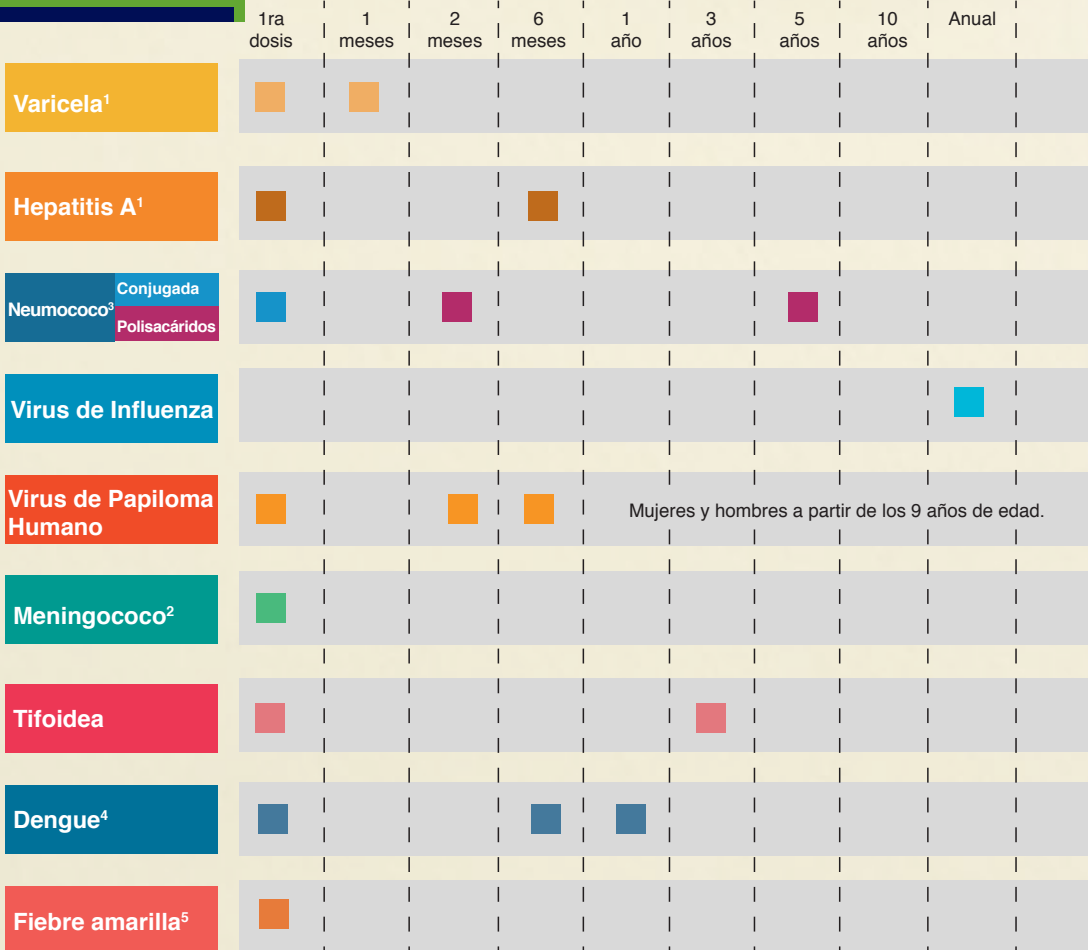 1ra dosis
1 meses
2 meses
6 meses
1 año
3 años
5 años
10 años
Anual
Varicela¹
Hepatitis A¹
Neumococo³
Conjugada
Polisacáridos
Virus de Influenza
Virus de Papiloma
Humano
Mujeres y hombres a partir de los 9 años de edad.
Meningococo²
Tifoidea
Dengue⁴
Fiebre amarilla⁵